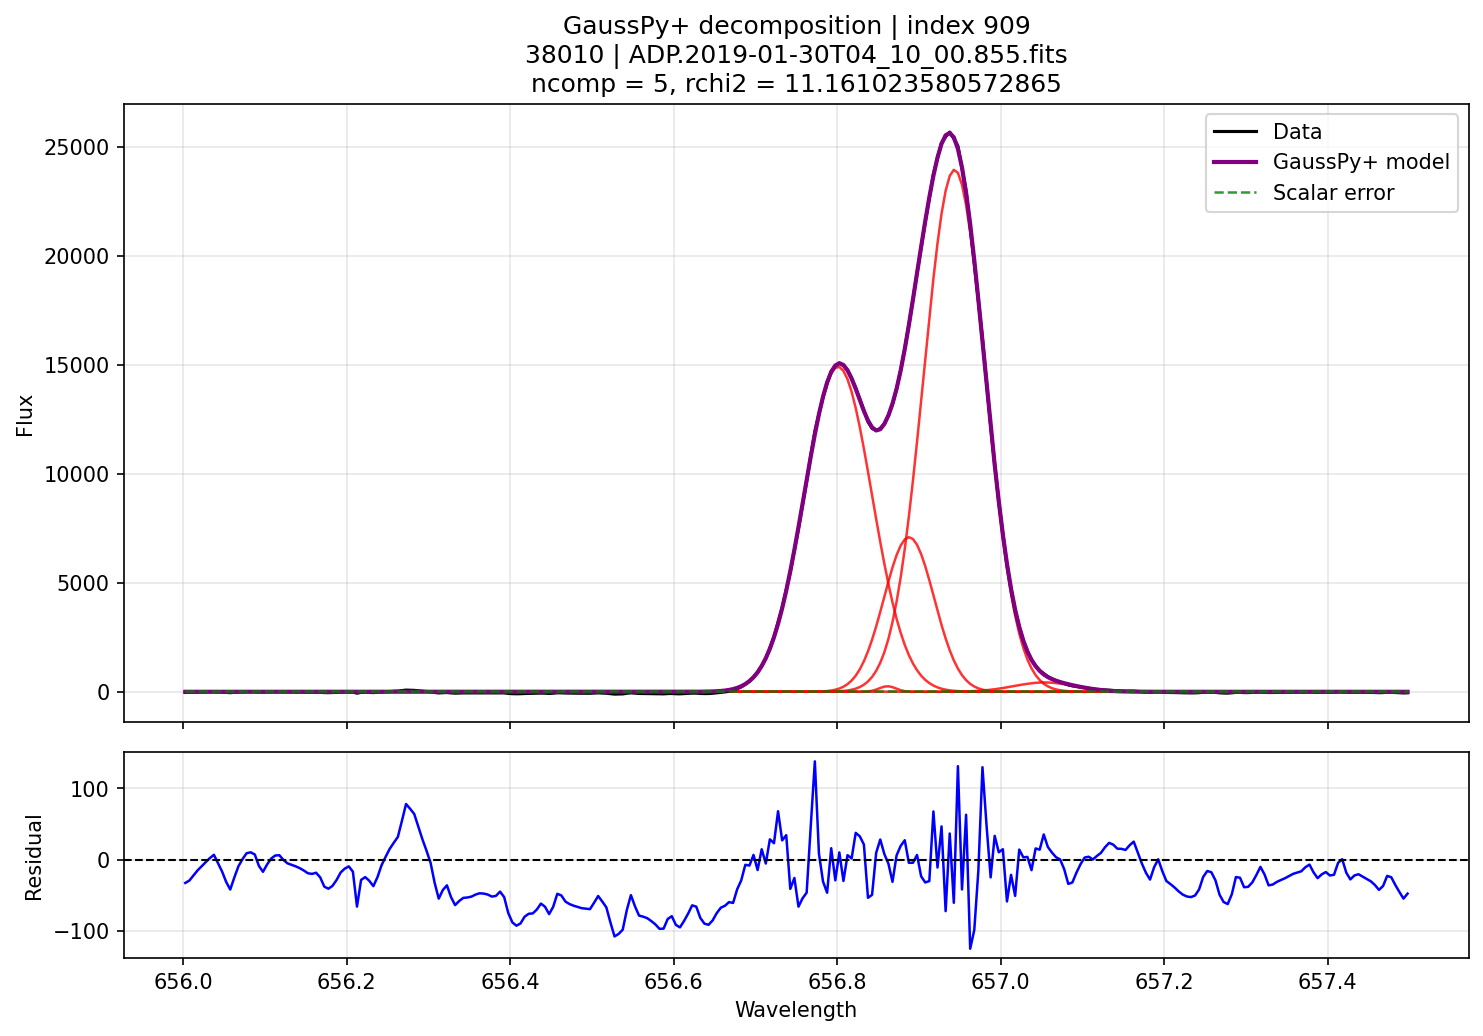 GaussPy+ decomposition | index 909
38010 | ADP.2019-01-30T04_10_00.855.fits
ncomp = 5, rchi2 = 11.161023580572865
Data
GaussPy+ model
Scalar error
25000
20000
15000
10000
5000
0
Flux
100
0
−100
Residual
656.0
656.2
656.4
656.6
656.8
657.0
657.2
657.4
Wavelength